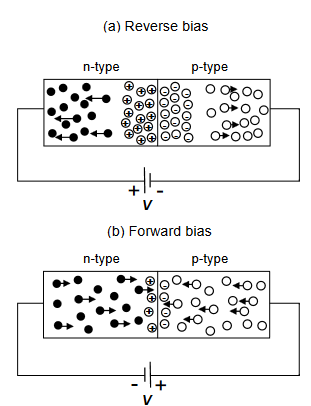 (a) Reverse bias
n-type p-type
+ -
V
(b) Forward bias
n-type p-type
- +
V